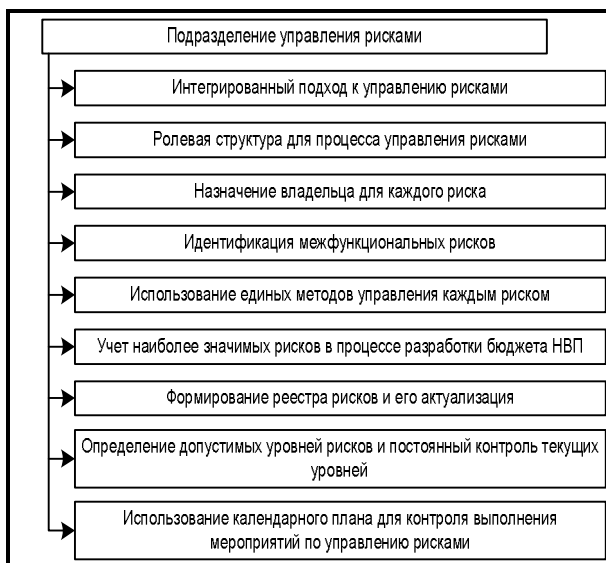 Подразделение управления рисками
Интегрированный подход к управлению рисками
Ролевая структура для процесса управления рисками
Назначение владельца для каждого риска
Идентификация межфункциональных рисков
Использование единых методов управления каждым риском
Учет наиболее значимых рисков в процессе разработки бюджета НВП
Формирование реестра рисков и его актуализация
Определение допустимых уровней рисков и постоянный контроль текущих
уровней
Использование календарного плана для контроля выполнения
мероприятий по управлению рисками